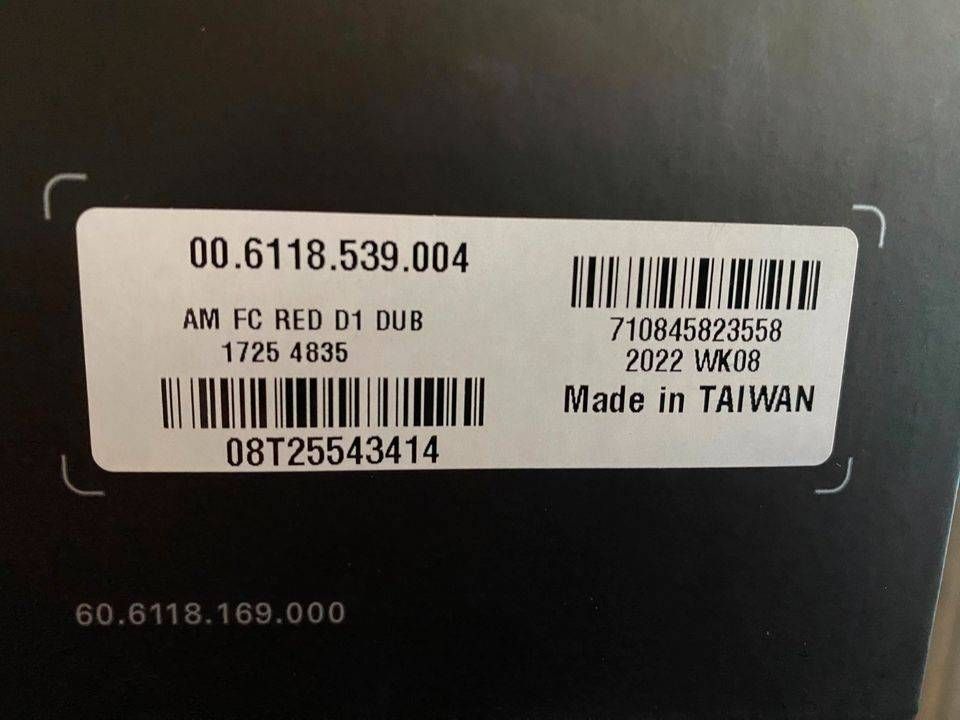 00.6118.539.004
AM FC RED D1 DUB
1725 4835
08T25543414
710845823558
2022 WK08
Made in TAIWAN
60.6118.169.000